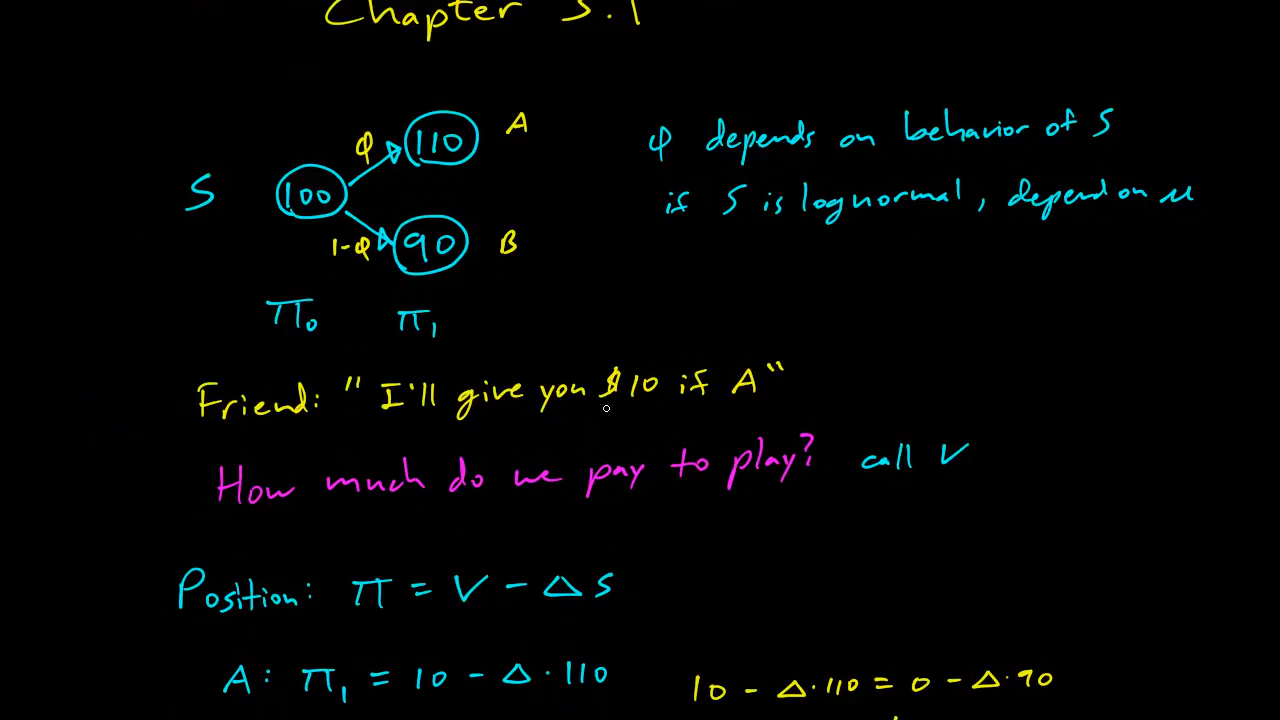 Chapter 3.1
φ 110 A
S 100
1-φ 90 B
φ depends on behavior of S
if S is lognormal, depend on μ
π₀ π₁
Friend: "I'll give you $10 if A"
How much do we pay to play? call V
Position: π = V - Δ S
A: π₁ = 10 - Δ·110
10 - Δ·110 = 0 - Δ·90